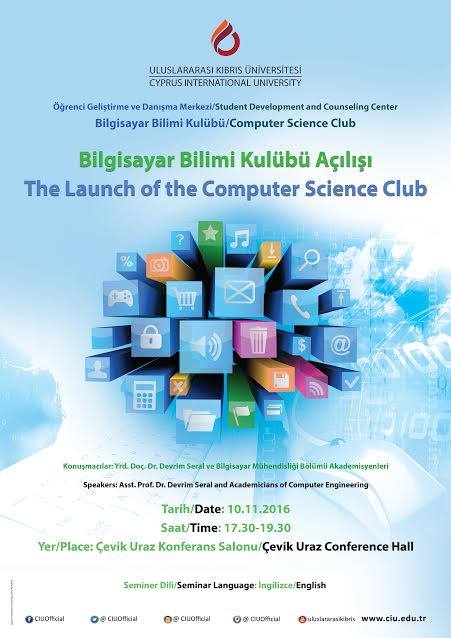 ULUSLARARASI KIBRIS ÜNİVERSİTESİ
CYPRUS INTERNATIONAL UNIVERSITY
Öğrenci Geliştirme ve Danışma Merkezi/Student Development and Counseling Center
Bilgisayar Bilimi Kulübü/Computer Science Club
Bilgisayar Bilimi Kulübü Açılışı
The Launch of the Computer Science Club
Konuşmacılar: Yrd. Doç. Dr. Devrim Seral ve Bilgisayar Mühendisliği Bölümü Akademisyenleri
Speakers: Asst. Prof. Dr. Devrim Seral and Academicians of Computer Engineering
Tarih/Date: 10.11.2016
Saat/Time: 17.30-19.30
Yer/Place: Çevik Uraz Konferans Salonu/Çevik Uraz Conference Hall
Seminer Dili/Seminar Language: İngilizce/English
CIUOfficial @ CIUOfficial @ CIUOfficial @ CIUOfficial uluslararasikibris www.ciu.edu.tr